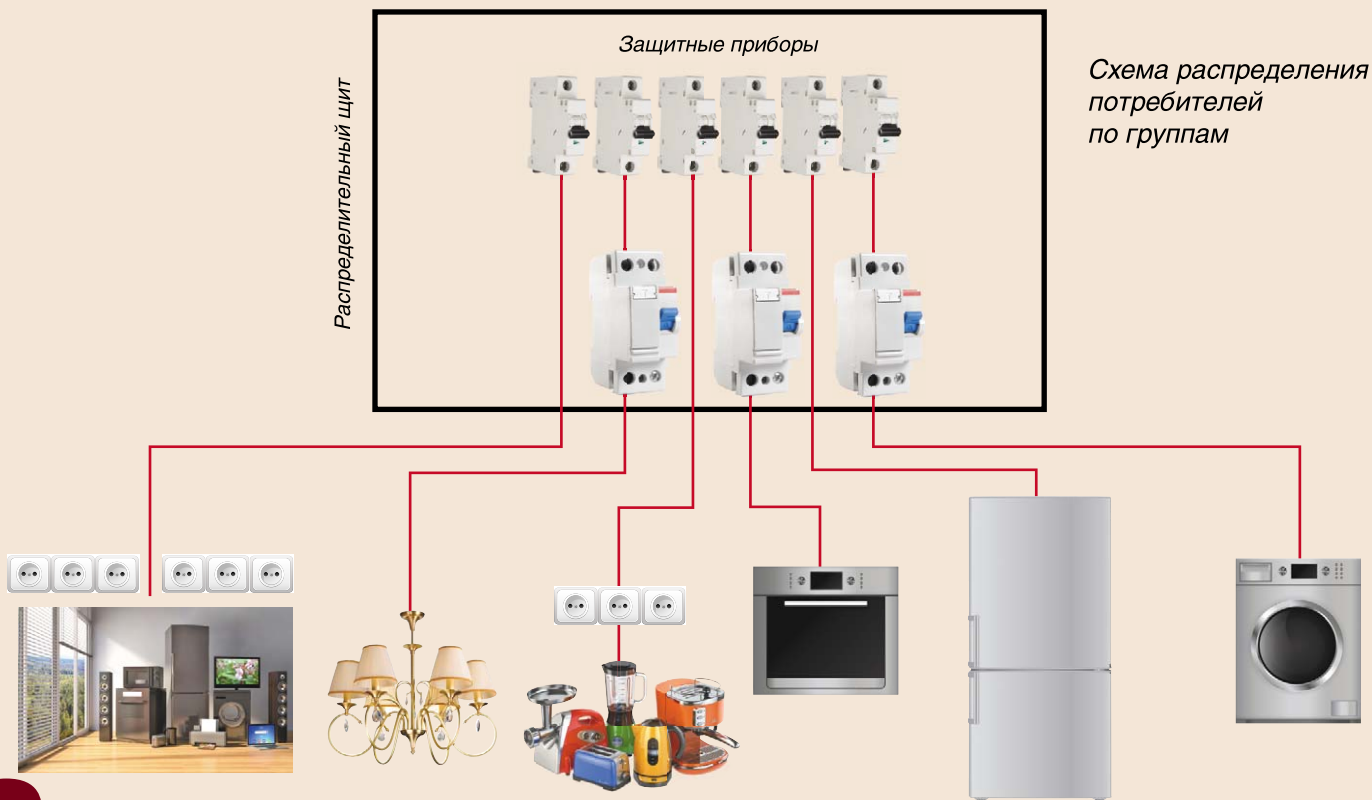 Защитные приборы
Распределительный щит
Схема распределения
потребителей
по группам